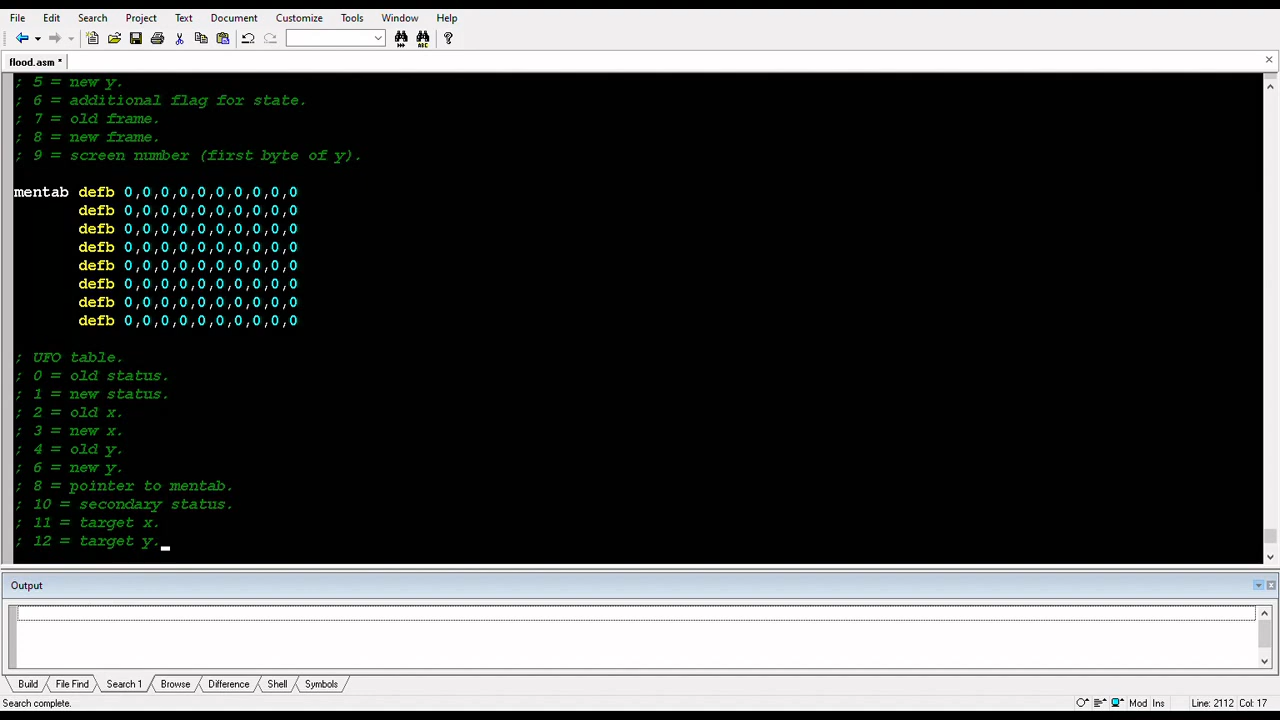 File Edit Search Project Text Document Customize Tools Window Help
flood.asm *
; 5 = new y.
; 6 = additional flag for state.
; 7 = old frame.
; 8 = new frame.
; 9 = screen number (first byte of y).
mentab defb 0,0,0,0,0,0,0,0,0,0
defb 0,0,0,0,0,0,0,0,0,0
defb 0,0,0,0,0,0,0,0,0,0
defb 0,0,0,0,0,0,0,0,0,0
defb 0,0,0,0,0,0,0,0,0,0
defb 0,0,0,0,0,0,0,0,0,0
defb 0,0,0,0,0,0,0,0,0,0
defb 0,0,0,0,0,0,0,0,0,0
; UFO table.
; 0 = old status.
; 1 = new status.
; 2 = old x.
; 3 = new x.
; 4 = old y.
; 6 = new y.
; 8 = pointer to mentab.
; 10 = secondary status.
; 11 = target x.
; 12 = target y.
Output
Build File Find Search 1 Browse Difference Shell Symbols
Search complete. Mod Ins Line: 2112 Col: 17